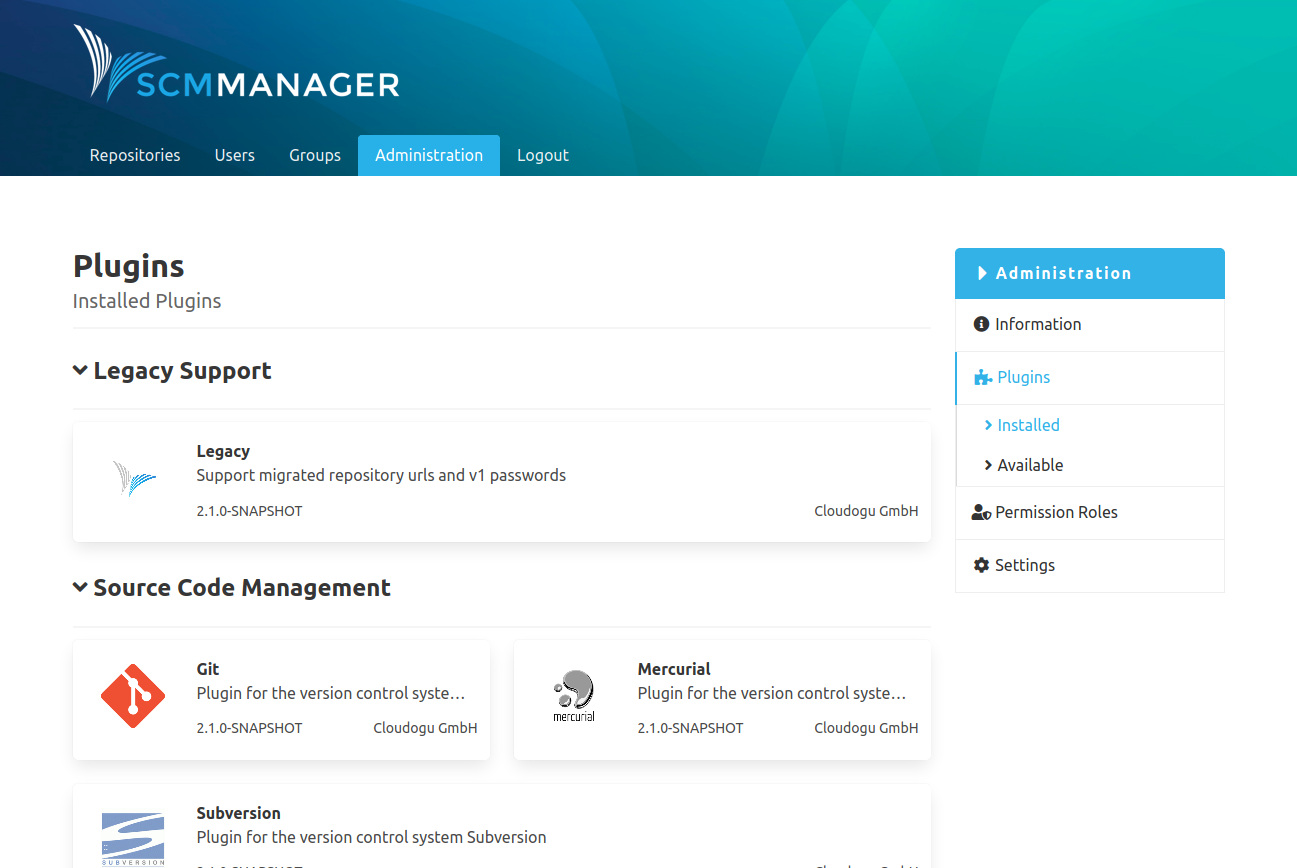 SCMMANAGER
Repositories Users Groups Administration Logout
Plugins
Installed Plugins
Legacy Support
Legacy
Support migrated repository urls and v1 passwords
2.1.0-SNAPSHOT Cloudogu GmbH
Source Code Management
Git
Plugin for the version control syste…
2.1.0-SNAPSHOT Cloudogu GmbH
mercurial
Mercurial
Plugin for the version control syste…
2.1.0-SNAPSHOT Cloudogu GmbH
SUBVERSION
Subversion
Plugin for the version control system Subversion
Administration
Information
Plugins
Installed
Available
Permission Roles
Settings